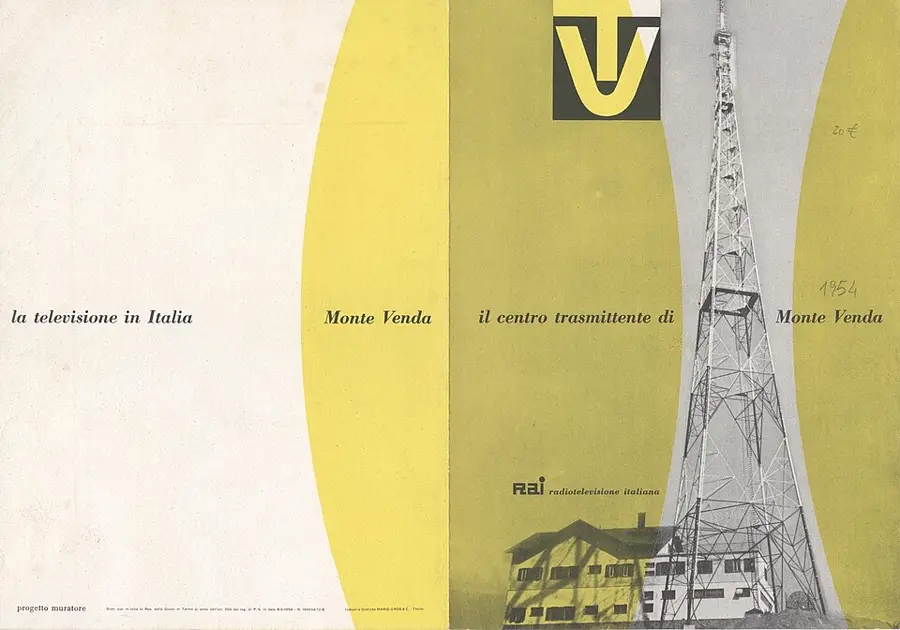 la televisione in Italia
Monte Venda
progetto muratore
TV
20 €
1954
il centro trasmittente di
Monte Venda
Rai radiotelevisione italiana